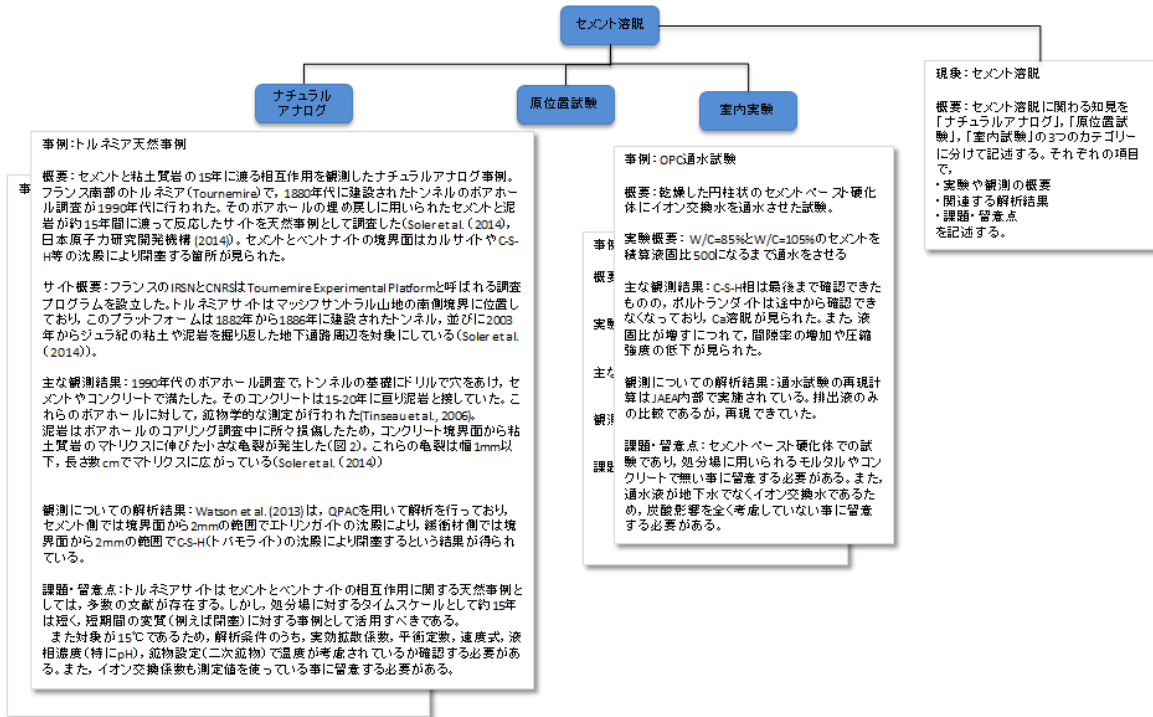 セメント溶脱
ナチュラル
アナログ
原位置試験
室内実験
現象：セメント溶脱
概要：セメント溶脱に関わる知見を
「ナチュラルアナログ」，「原位置試
験」，「室内試験」の3つのカテゴリー
に分けて記述する。それぞれの項目
で，
・実験や観測の概要
・関連する解析結果
・課題・留意点
を記述する。
事例：トルネミア天然事例
概要：セメントと粘土質岩の15年に渡る相互作用を観測したナチュラルアナログ事例。
フランス南部のトルネミア（Tournemire）で，1880年代に建設されたトンネルのボアホー
ル調査が1990年代に行われた。そのボアホールの埋め戻しに用いられたセメントと泥
岩が約15年間に渡って反応したサイトを天然事例として調査した（Soler et al.（2014），
日本原子力研究開発機構（2014））。セメントとベントナイトの境界面はカルサイトやC-S-
H等の沈殿により閉塞する箇所が見られた。
サイト概要：フランスのIRSNとCNRSはTournemire Experimental Platformと呼ばれる調査
プログラムを設立した。トルネミアサイトはマッシフサントラル山地の南側境界に位置し
ており，このプラットフォームは1882年から1886年に建設されたトンネル，並びに2003
年からジュラ紀の粘土や泥岩を掘り返した地下通路周辺を対象にしている（Soler et al.
（2014））。
主な観測結果：1990年代のボアホール調査で，トンネルの基礎にドリルで穴をあけ，セ
メントやコンクリートで満たした。そのコンクリートは15-20年に亘り泥岩と接していた。こ
れらのボアホールに対して，鉱物学的な測定が行われた(Tinseau et al., 2006)。
泥岩はボアホールのコアリング調査中に所々損傷したため，コンクリート境界面から粘
土質岩のマトリクスに伸びた小さな亀裂が発生した（図2）。これらの亀裂は幅1mm以
下，長さ数cmでマトリクスに広がっている（Soler et al.（2014））
観測についての解析結果：Watson et al.（2013）は，QPACを用いて解析を行っており，
セメント側では境界面から2mmの範囲でエトリンガイトの沈殿により，緩衝材側では境
界面から2mmの範囲でC-S-H（トバモライト）の沈殿により閉塞するという結果が得られ
ている。
課題・留意点：トルネミアサイトはセメントとベントナイトの相互作用に関する天然事例と
しては，多数の文献が存在する。しかし，処分場に対するタイムスケールとして約15年
は短く，短期間の変質（例えば閉塞）に対する事例として活用すべきである。
また対象が15℃であるため，解析条件のうち，実効拡散係数，平衡定数，速度式，液
相濃度（特にpH），鉱物設定（二次鉱物）で温度が考慮されているか確認する必要があ
る。また，イオン交換係数も測定値を使っている事に留意する必要がある。
事
事例：OPC通水試験
概要：乾燥した円柱状のセメントペースト硬化
体にイオン交換水を通水させた試験。
実験概要：W/C=85%とW/C=105%のセメントを
積算液固比500になるまで通水をさせる
主な観測結果：C-S-H相は最後まで確認できた
ものの，ポルトランダイトは途中から確認でき
なくなっており，Ca溶脱が見られた。また，液
固比が増すにつれて，間隙率の増加や圧縮
強度の低下が見られた。
観測についての解析結果：通水試験の再現計
算はJAEA内部で実施されている。排出液のみ
の比較であるが，再現できていた。
課題・留意点：セメントペースト硬化体での試
験であり，処分場に用いられるモルタルやコン
クリートで無い事に留意する必要がある。また，
通水液が地下水でなくイオン交換水であるた
め，炭酸影響を全く考慮していない事に留意
する必要がある。
事例
概要
実験
主な
観測
課題